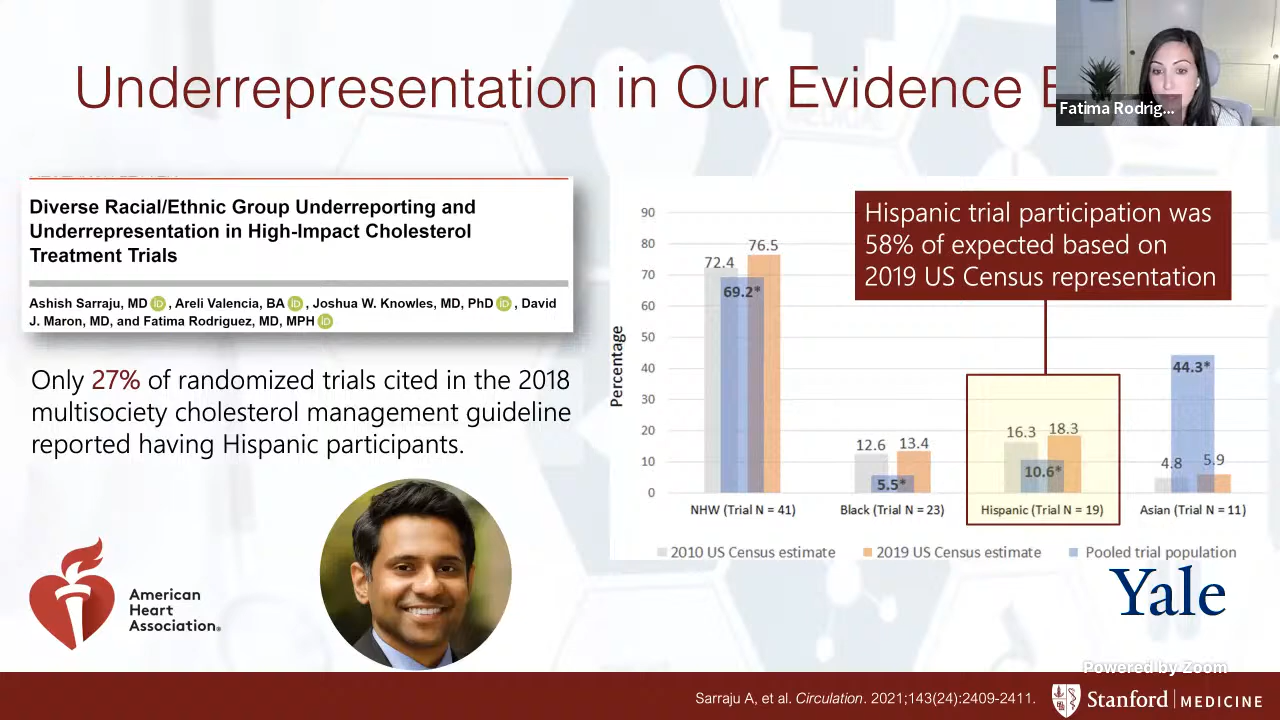 Underrepresentation in Our Evidence
Fatima Rodrig...
Diverse Racial/Ethnic Group Underreporting and
Underrepresentation in High-Impact Cholesterol
Treatment Trials
Ashish Sarraju, MD iD, Areli Valencia, BA iD, Joshua W. Knowles, MD, PhD iD, David
J. Maron, MD, and Fatima Rodriguez, MD, MPH iD
Only 27% of randomized trials cited in the 2018
multisociety cholesterol management guideline
reported having Hispanic participants.
American
Heart
Association®
Hispanic trial participation was
58% of expected based on
2019 US Census representation
Percentage
90
80
70
60
50
40
30
20
10
0
72.4
76.5
69.2*
12.6
13.4
5.5*
16.3
18.3
10.6*
44.3*
4.8
5.9
NHW (Trial N = 41)
Black (Trial N = 23)
Hispanic (Trial N = 19)
Asian (Trial N = 11)
2010 US Census estimate
2019 US Census estimate
Pooled trial population
Yale
Powered by Zoom
Sarraju A, et al. Circulation. 2021;143(24):2409-2411.
Stanford MEDICINE